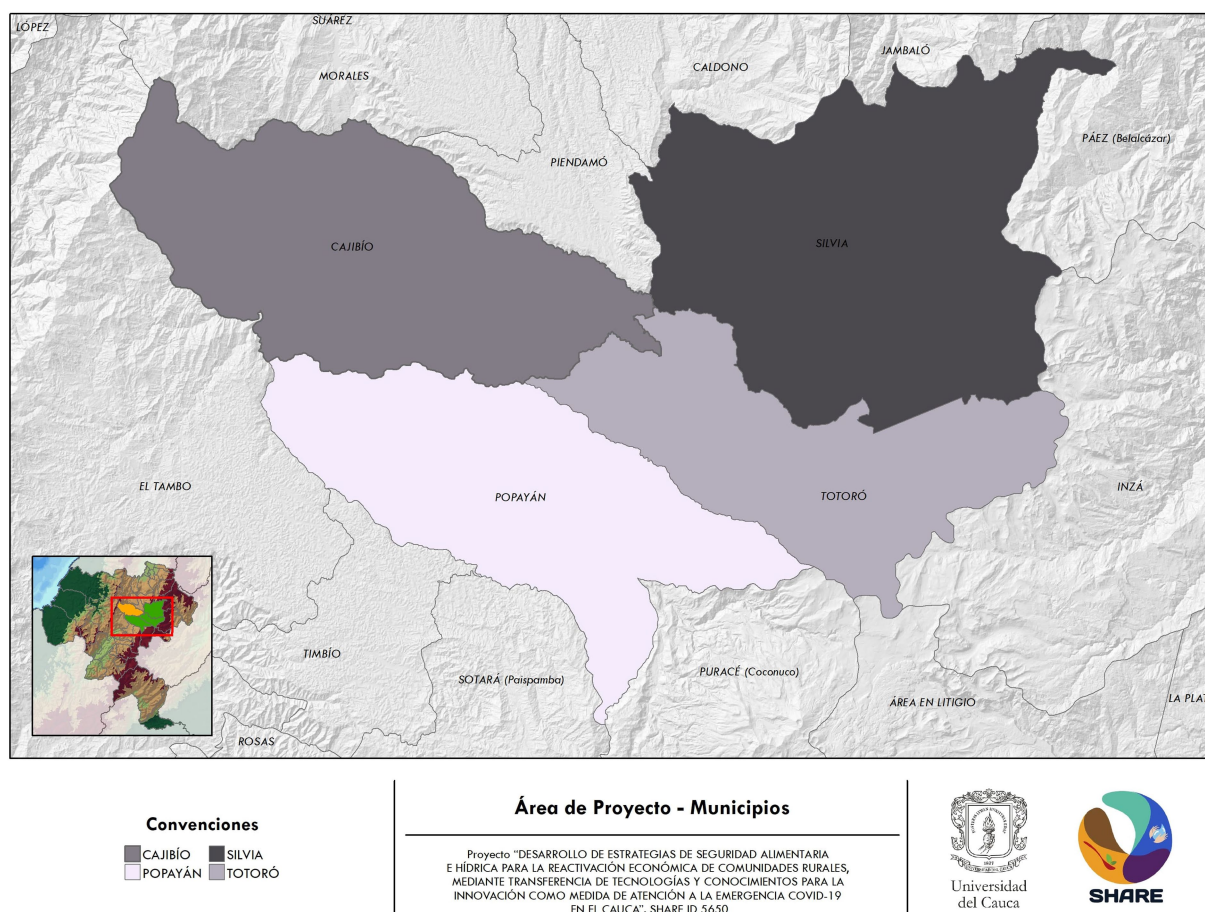 LÓPEZ
SUÁREZ
MORALES
JAMBALÓ
CALDONO
PÁEZ (Belalcázar)
PIENDAMÓ
CAJIBÍO
SILVIA
EL TAMBO
POPAYÁN
TOTORÓ
INZÁ
TIMBÍO
SOTARÁ (Paispamba)
PURACÉ (Coconuco)
ÁREA EN LITIGIO
LA PLAT
ROSAS
Convenciones
CAJIBÍO
SILVIA
POPAYÁN
TOTORÓ
Área de Proyecto - Municipios
Proyecto "DESARROLLO DE ESTRATEGIAS DE SEGURIDAD ALIMENTARIA
E HÍDRICA PARA LA REACTIVACIÓN ECONÓMICA DE COMUNIDADES RURALES,
MEDIANTE TRANSFERENCIA DE TECNOLOGÍAS Y CONOCIMIENTOS PARA LA
INNOVACIÓN COMO MEDIDA DE ATENCIÓN A LA EMERGENCIA COVID-19
EN EL CAUCA". SHARE ID 5650
1827
Universidad
del Cauca
SHARE